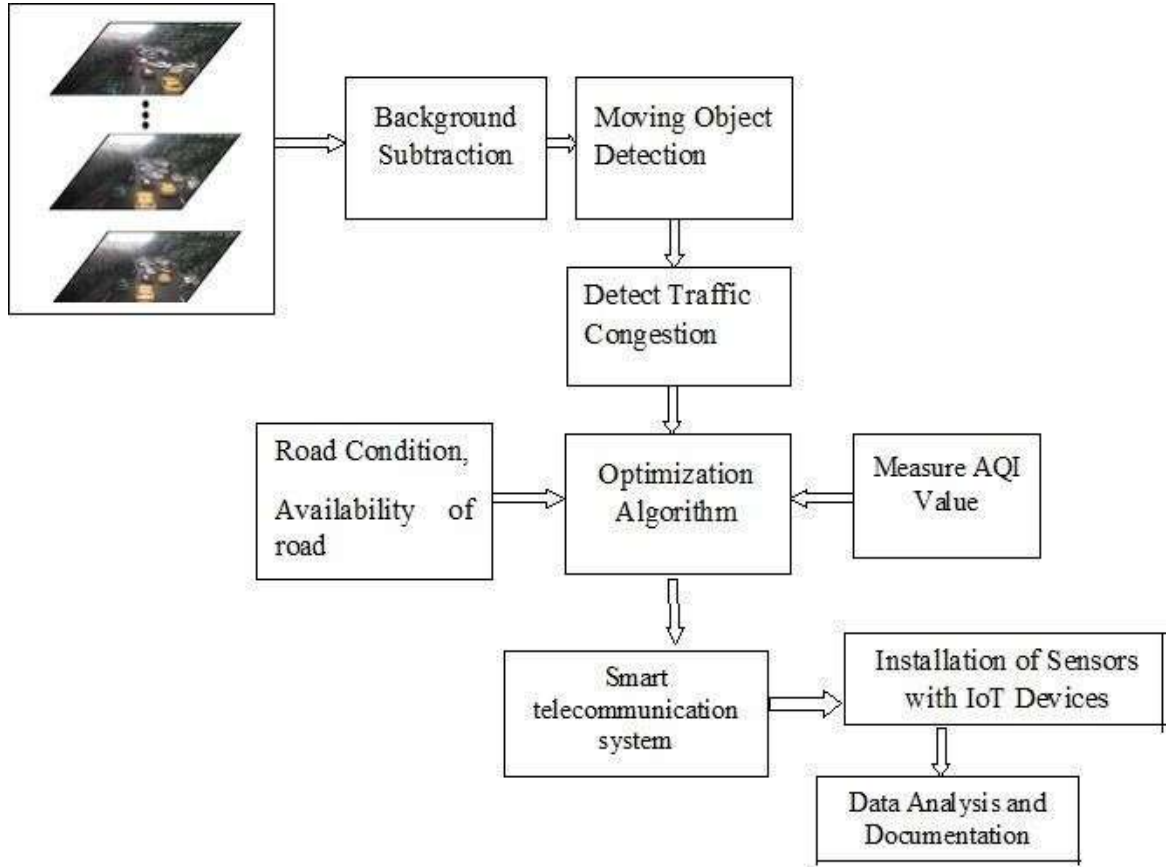 Background
Subtraction
Moving Object
Detection
Detect Traffic
Congestion
Road Condition,
Availability of
road
Optimization
Algorithm
Measure AQI
Value
Smart
telecommunication
system
Installation of Sensors
with IoT Devices
Data Analysis and
Documentation